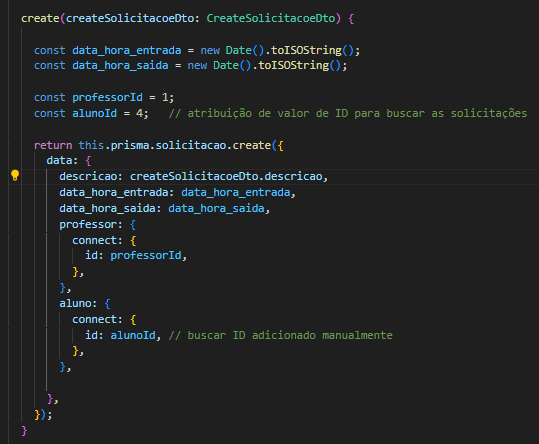 create(createSolicitacoeDto: CreateSolicitacoeDto) {
const data_hora_entrada = new Date().toISOString();
const data_hora_saida = new Date().toISOString();
const professorId = 1;
const alunoId = 4;   // atribuição de valor de ID para buscar as solicitações
return this.prisma.solicitacao.create({
data: {
descricao: createSolicitacoeDto.descricao,
data_hora_entrada: data_hora_entrada,
data_hora_saida: data_hora_saida,
professor: {
connect: {
id: professorId,
},
},
aluno: {
connect: {
id: alunoId, // buscar ID adicionado manualmente
},
},
},
});
}